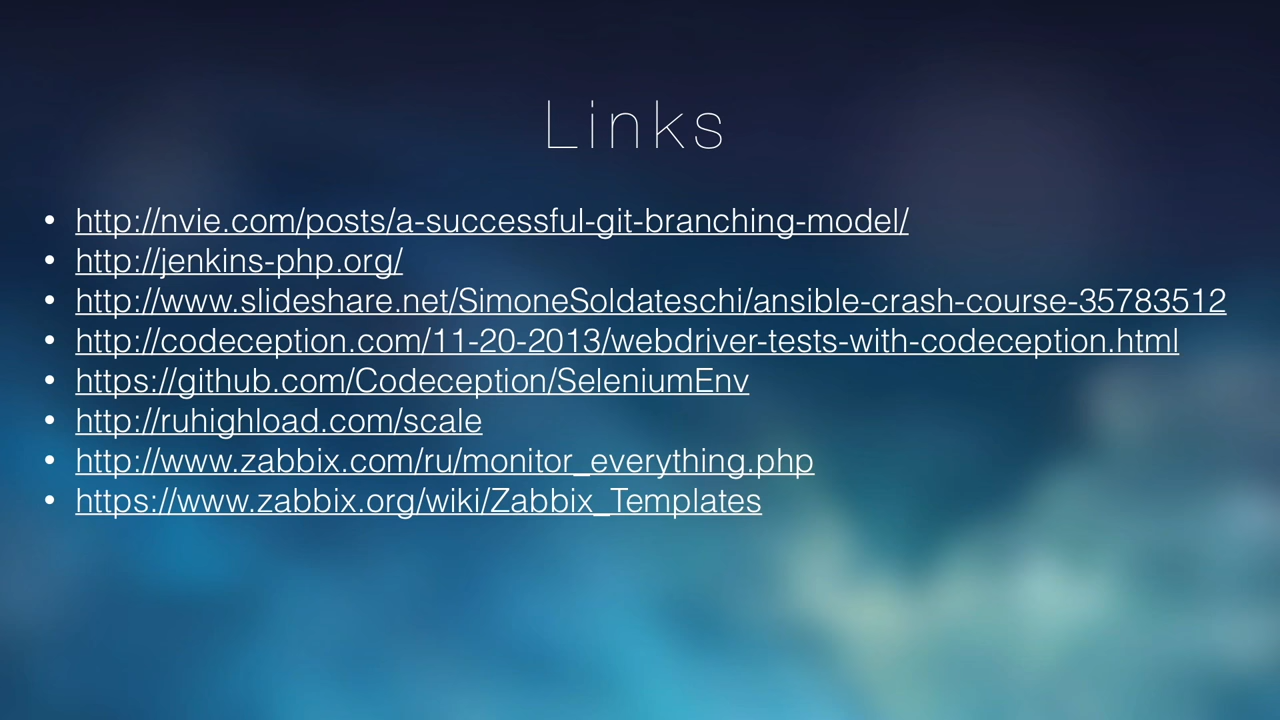 Links
• http://nvie.com/posts/a-successful-git-branching-model/
• http://jenkins-php.org/
• http://www.slideshare.net/SimoneSoldateschi/ansible-crash-course-35783512
• http://codeception.com/11-20-2013/webdriver-tests-with-codeception.html
• https://github.com/Codeception/SeleniumEnv
• http://ruhighload.com/scale
• http://www.zabbix.com/ru/monitor_everything.php
• https://www.zabbix.org/wiki/Zabbix_Templates